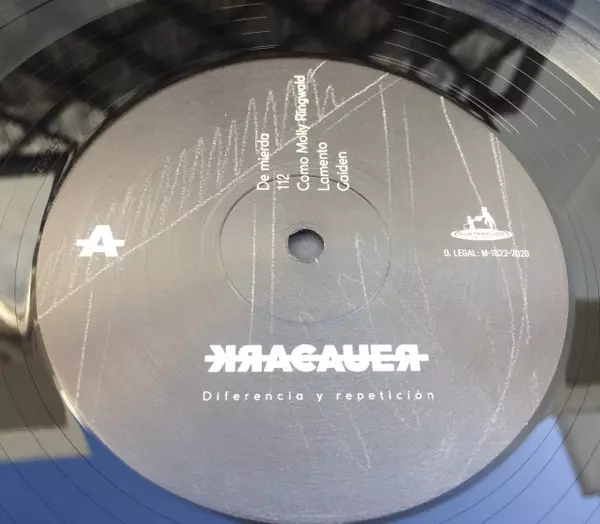 De mierda
112
Como Molly Ringwald
Lamento
Caiden
A
D. LEGAL: M-1822-2020
KRACAUER
Diferencia y repetición